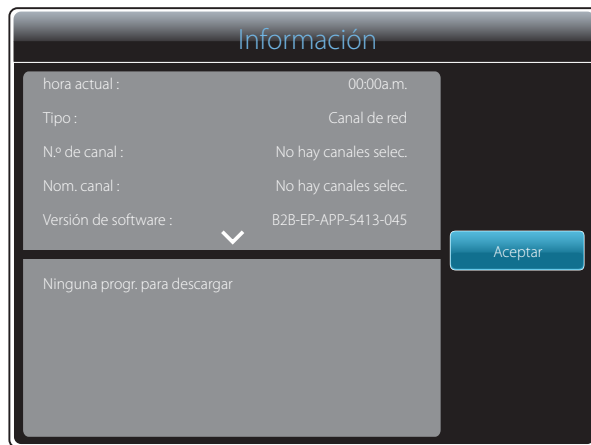 Información
hora actual : 00:00a.m.
Tipo : Canal de red
N.º de canal : No hay canales selec.
Nom. canal : No hay canales selec.
Versión de software : B2B-EP-APP-5413-045
Aceptar
Ninguna progr. para descargar